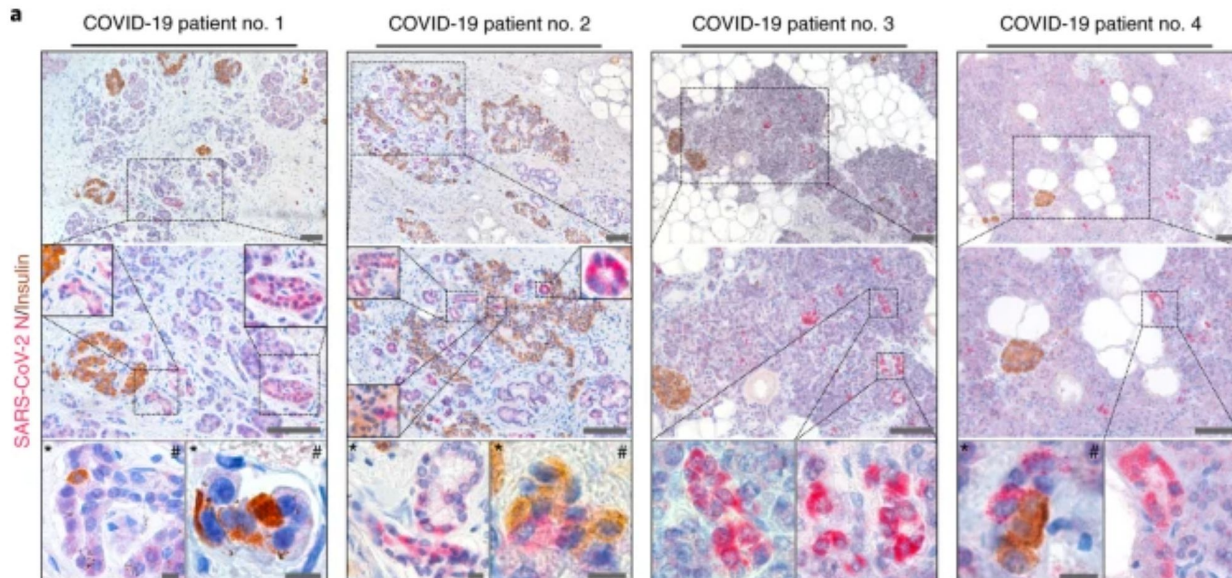 a
COVID-19 patient no. 1
COVID-19 patient no. 2
COVID-19 patient no. 3
COVID-19 patient no. 4
SARS-CoV-2 N/Insulin
* # * #
* * #
* #